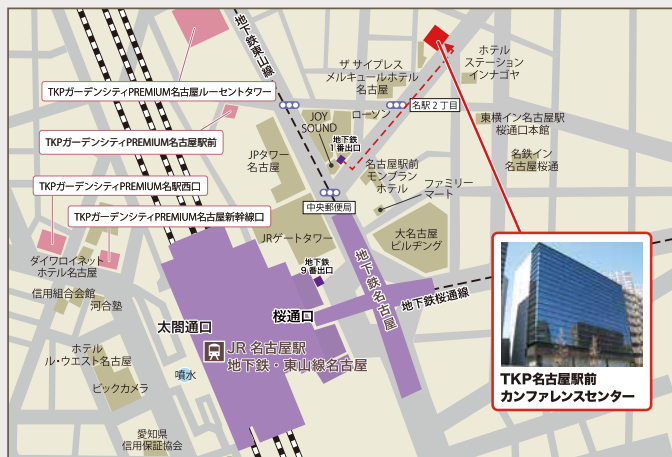 地下鉄東山線
ザ サイプレス
メルキュールホテル
名古屋
ホテル
ステーション
インナゴヤ
TKPガーデンシティPREMIUM名古屋ルーセントタワー
JOY
SOUND
ローソン
名駅2丁目
東横イン名古屋駅
桜通口本館
TKPガーデンシティPREMIUM名古屋駅前
地下鉄
1番出口
JPタワー
名古屋
名古屋駅前
モンブラン
ホテル
名鉄イン
名古屋桜通
TKPガーデンシティPREMIUM名駅西口
ファミリー
マート
中央郵便局
TKPガーデンシティPREMIUM名古屋新幹線口
JRゲートタワー
大名古屋
ビルヂング
ダイワロイネット
ホテル名古屋
地下鉄
9番出口
地下鉄名古屋
信用組合会館
河合塾
地下鉄桜通線
桜通口
太閤通口
JR 名古屋駅
地下鉄・東山線名古屋
ホテル
ル・ウエスト名古屋
噴水
ビックカメラ
TKP名古屋駅前
カンファレンスセンター
愛知県
信用保証協会